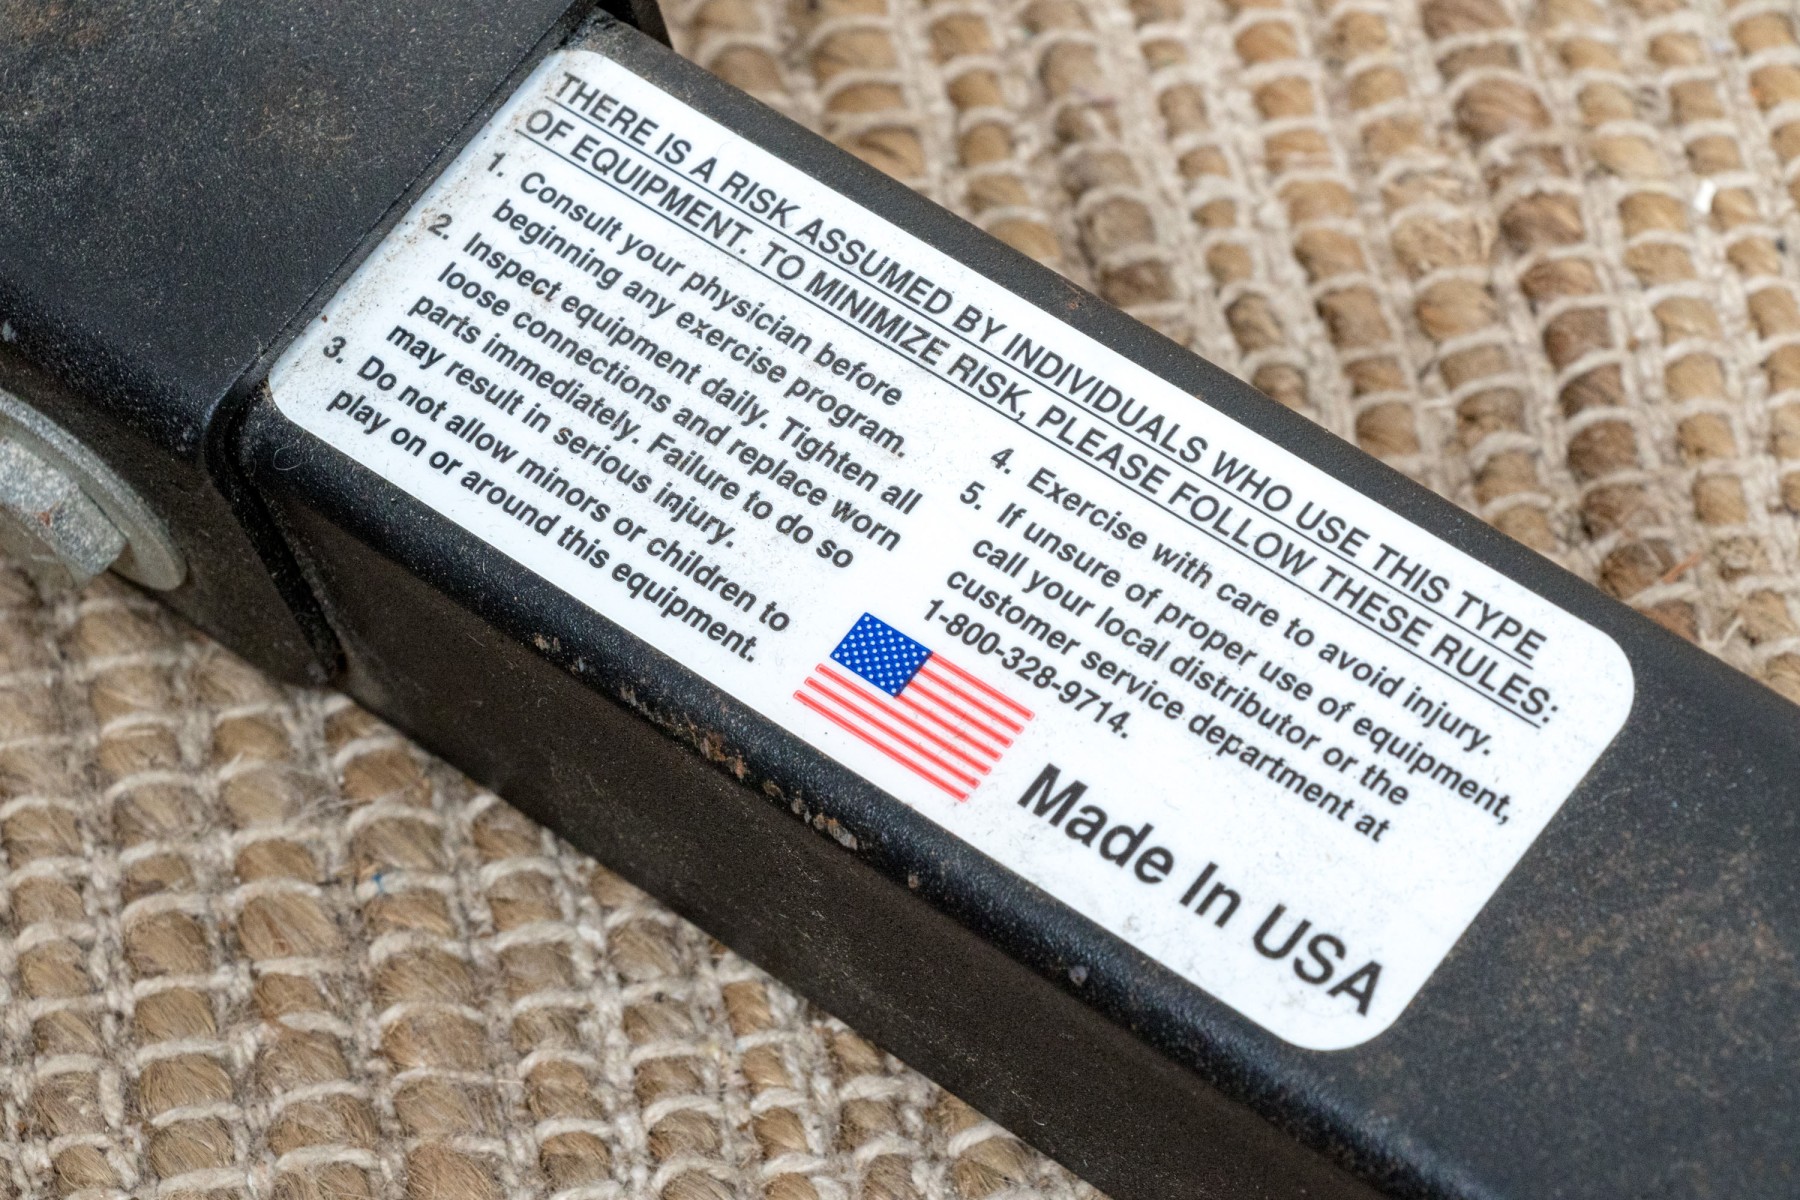 THERE IS A RISK ASSUMED BY INDIVIDUALS WHO USE THIS TYPE
OF EQUIPMENT. TO MINIMIZE RISK, PLEASE FOLLOW THESE RULES:
1. Consult your physician before
beginning any exercise program.
2. Inspect equipment daily. Tighten all
loose connections and replace worn
parts immediately. Failure to do so
may result in serious injury.
3. Do not allow minors or children to
play on or around this equipment.
4. Exercise with care to avoid injury.
5. If unsure of proper use of equipment,
call your local distributor or the
customer service department at
1-800-328-9714.
Made In USA